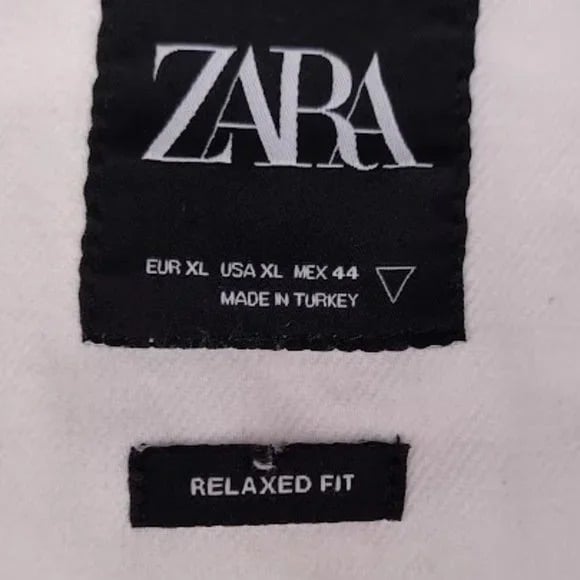 ZARA
EUR XL USA XL MEX 44
MADE IN TURKEY
RELAXED FIT